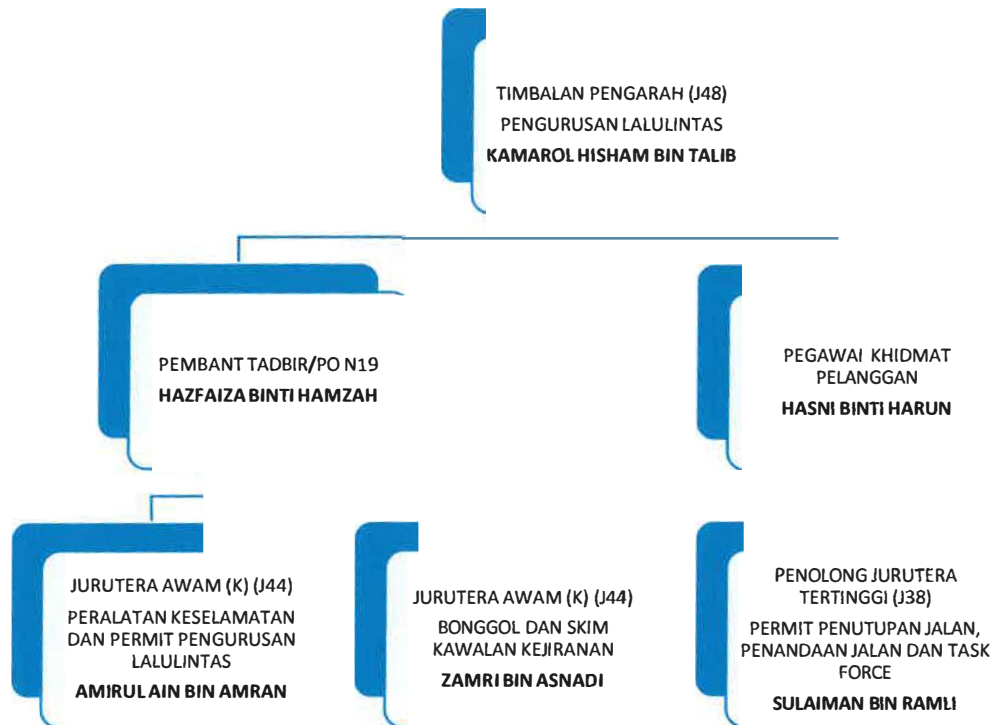 TIMBALAN PENGARAH (J48)
PENGURUSAN LALULINTAS
KAMAROL HISHAM BIN TALIB
PEMBANT TADBIR/PO N19
HAZFAIZA BINTI HAMZAH
PEGAWAI KHIDMAT
PELANGGAN
HASNI BINTI HARUN
JURUTERA AWAM (K) (J44)
PERALATAN KESELAMATAN
DAN PERMIT PENGURUSAN
LALULINTAS
AMIRUL AIN BIN AMRAN
JURUTERA AWAM (K) (J44)
BONGGOL DAN SKIM
KAWALAN KEJIRANAN
ZAMRI BIN ASNADI
PENOLONG JURUTERA
TERTINGGI (J38)
PERMIT PENUTUPAN JALAN,
PENANDAAN JALAN DAN TASK
FORCE
SULAIMAN BIN RAMLI